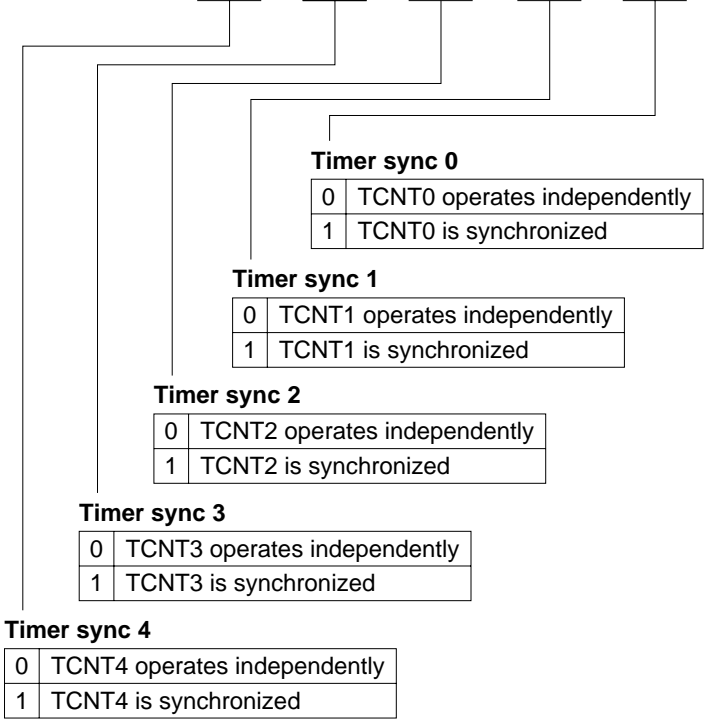 Timer sync 0
0 TCNT0 operates independently
1 TCNT0 is synchronized
Timer sync 1
0 TCNT1 operates independently
1 TCNT1 is synchronized
Timer sync 2
0 TCNT2 operates independently
1 TCNT2 is synchronized
Timer sync 3
0 TCNT3 operates independently
1 TCNT3 is synchronized
Timer sync 4
0 TCNT4 operates independently
1 TCNT4 is synchronized